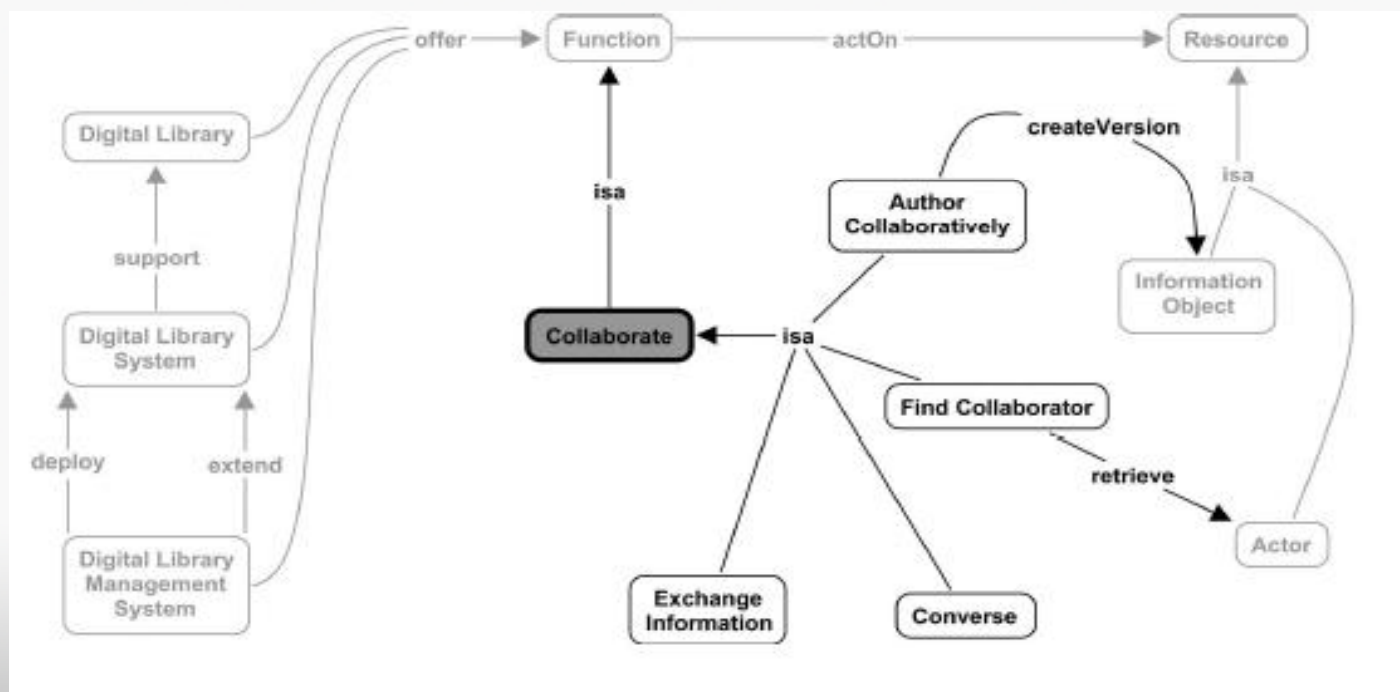 offer
Function
actOn
Resource
Digital Library
createVersion
isa
isa
Author
Collaboratively
support
Information
Object
Digital Library
System
Collaborate
isa
Find Collaborator
deploy
extend
retrieve
Digital Library
Management
System
Actor
Exchange
Information
Converse